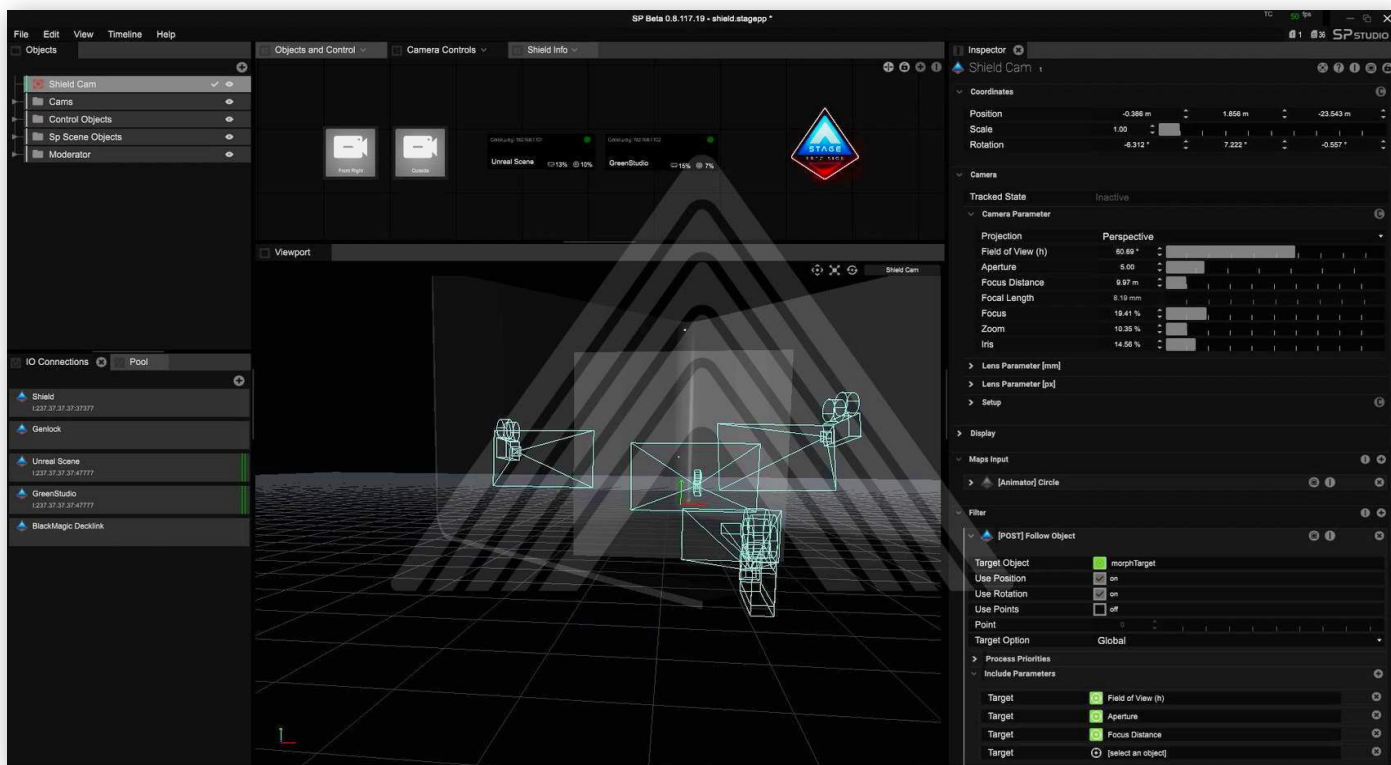 SP Beta 0.8.117.19 - shield.stagepp *
TC 50 fps
File Edit View Timeline Help
1 36 SP STUDIO
Objects
Shield Cam
Cams
Control Objects
Sp Scene Objects
Moderator
IO Connections Pool
Shield
I:237.37.37.37:37377
Genlock
Unreal Scene
I:237.37.37.37:47777
GreenStudio
I:237.37.37.37:47777
BlackMagic Decklink
Objects and Control Camera Controls Shield Info
Front Right
Outside
Unreal Scene 13% 10%
GreenStudio 15% 7%
STAGE
PRECISION
Viewport
Shield Cam
Inspector
Shield Cam 1
Coordinates
Position -0.386 m 1.856 m -23.543 m
Scale 1.00
Rotation -6.312 ° 7.222 ° -0.557 °
Camera
Tracked State Inactive
Camera Parameter
Projection Perspective
Field of View (h) 60.69 °
Aperture 5.00
Focus Distance 9.97 m
Focal Length 8.19 mm
Focus 19.41 %
Zoom 10.35 %
Iris 14.56 %
Lens Parameter [mm]
Lens Parameter [px]
Setup
Display
Maps Input
[Animator] Circle
Filter
[POST] Follow Object
Target Object morphTarget
Use Position on
Use Rotation on
Use Points off
Point 0
Target Option Global
Process Priorities
Include Parameters
Target Field of View (h)
Target Aperture
Target Focus Distance
Target [select an object]